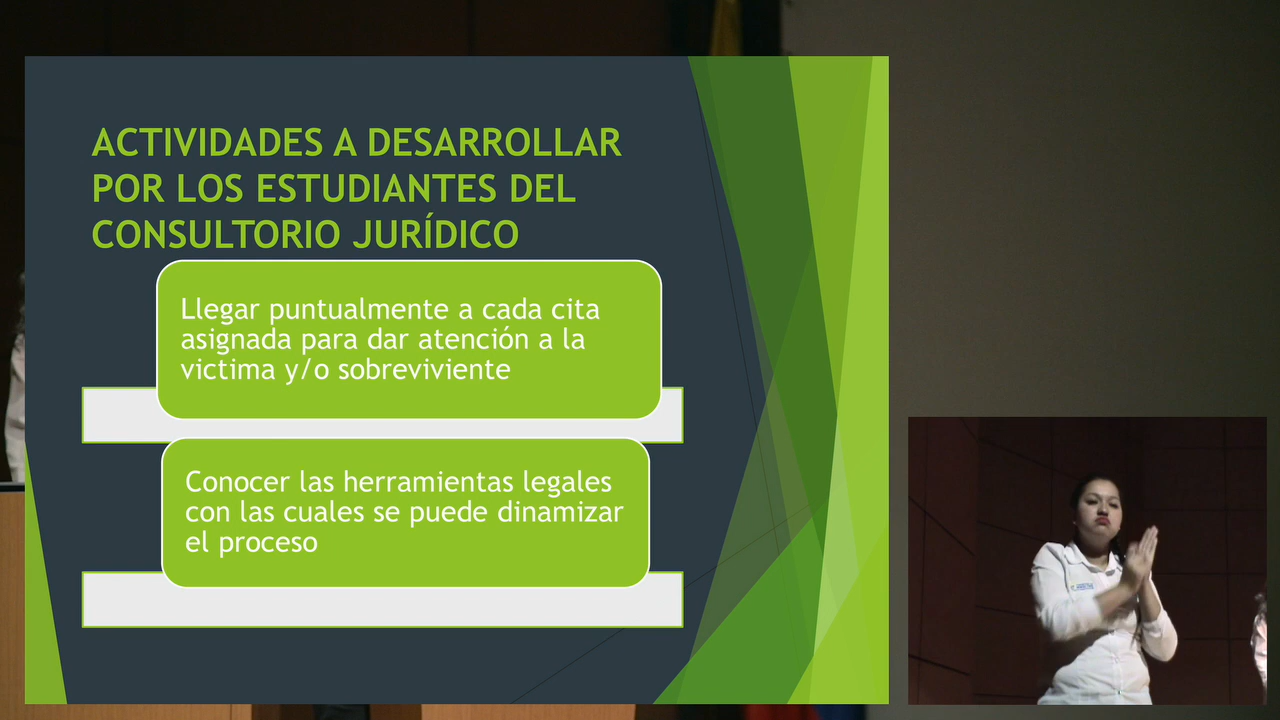 ACTIVIDADES A DESARROLLAR
POR LOS ESTUDIANTES DEL
CONSULTORIO JURÍDICO
Llegar puntualmente a cada cita
asignada para dar atención a la
victima y/o sobreviviente
Conocer las herramientas legales
con las cuales se puede dinamizar
el proceso